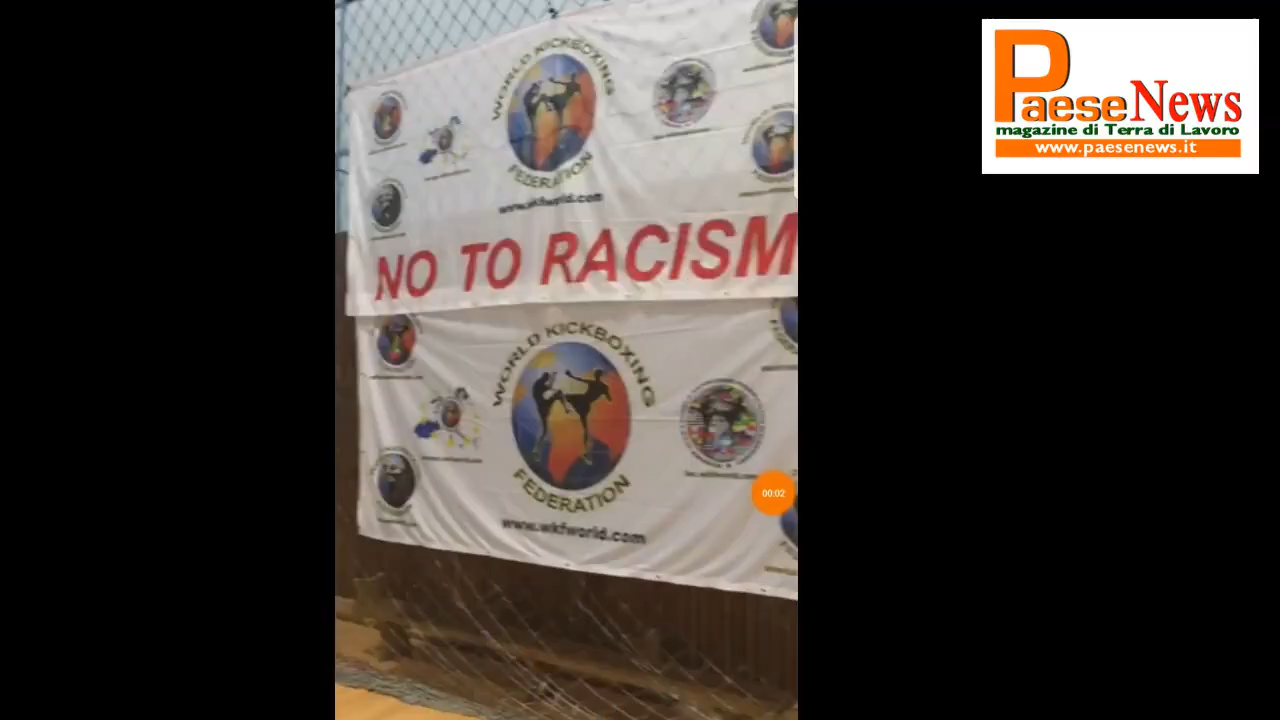 PaeseNews
magazine di Terra di Lavoro
www.paesenews.it
WORLD KICKBOXING
FEDERATION
www.wkfworld.com
NO TO RACISM
WORLD KICKBOXING
FEDERATION
www.wkfworld.com
00:02